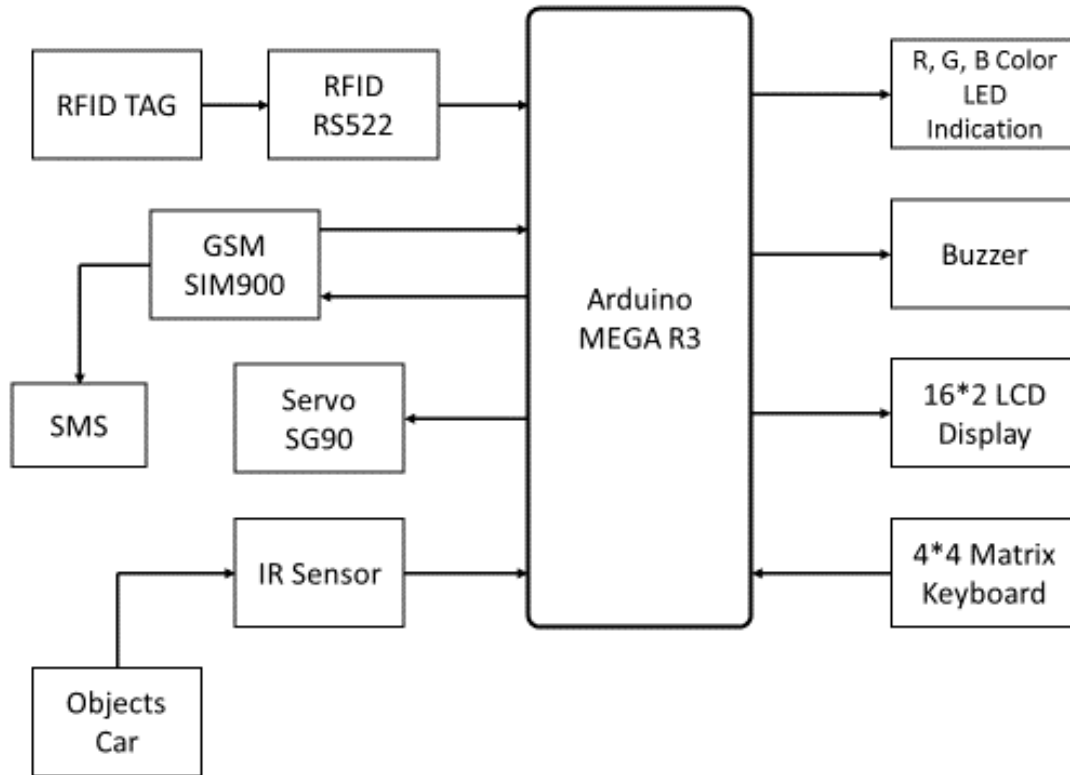 RFID TAG
RFID
RS522
R, G, B Color
LED
Indication
GSM
SIM900
Buzzer
Arduino
MEGA R3
SMS
Servo
SG90
16*2 LCD
Display
IR Sensor
4*4 Matrix
Keyboard
Objects
Car